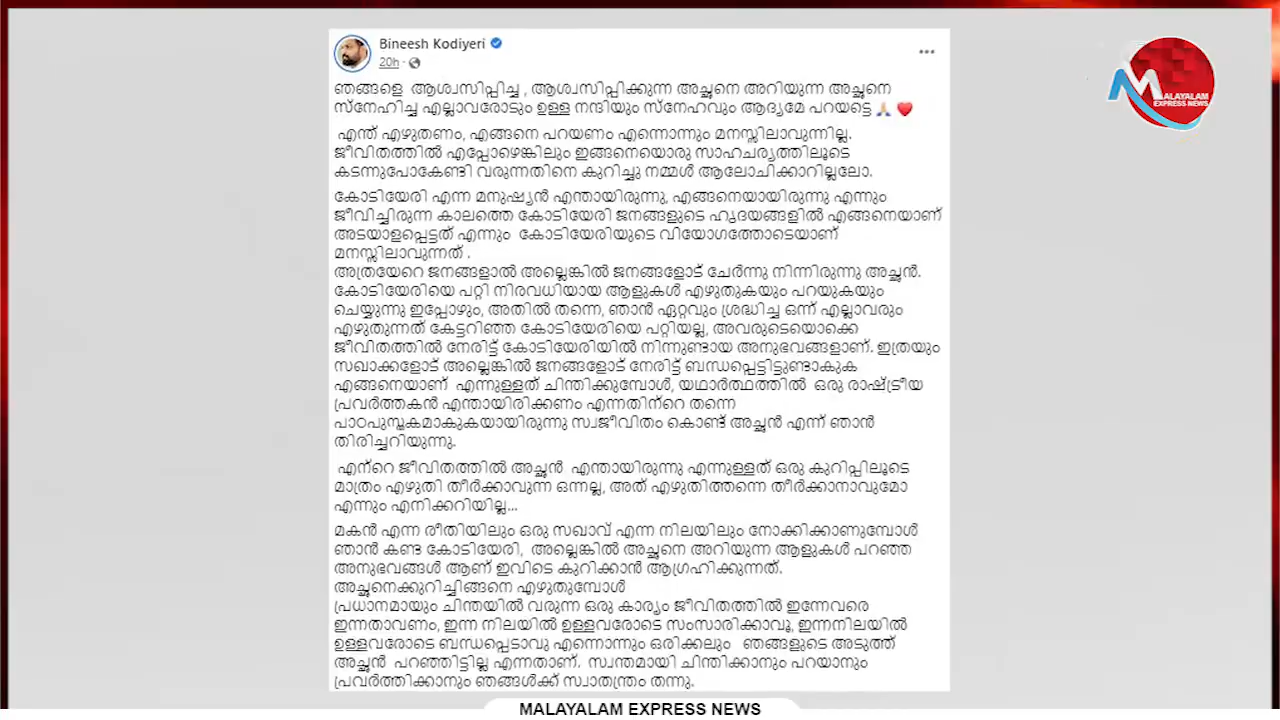 Bineesh Kodiyeri
20h
MALAYALAM
EXPRESS NEWS
ഞങ്ങളെ ആശ്വസിപ്പിച്ച , ആശ്വസിപ്പിക്കുന്ന അച്ഛനെ അറിയുന്ന അച്ഛനെ
സ്നേഹിച്ച എല്ലാവരോടും ഉള്ള നന്ദിയും സ്നേഹവും ആദ്യമേ പറയട്ടെ 🙏🏻 ❤️
എന്ത് എഴുതണം, എങ്ങനെ പറയണം എന്നൊന്നും മനസ്സിലാവുന്നില്ല.
ജീവിതത്തിൽ എപ്പോഴെങ്കിലും ഇങ്ങനെയൊരു സാഹചര്യത്തിലൂടെ
കടന്നുപോകേണ്ടി വരുന്നതിനെ കുറിച്ചു നമ്മൾ ആലോചിക്കാറില്ലലോ.
കോടിയേരി എന്ന മനുഷ്യൻ എന്തായിരുന്നു, എങ്ങനെയായിരുന്നു എന്നും
ജീവിച്ചിരുന്ന കാലത്തെ കോടിയേരി ജനങ്ങളുടെ ഹൃദയങ്ങളിൽ എങ്ങനെയാണ്
അടയാളപ്പെട്ടത് എന്നും കോടിയേരിയുടെ വിയോഗത്തോടെയാണ്
മനസ്സിലാവുന്നത് .
അത്രയേറെ ജനങ്ങളാൽ അല്ലെങ്കിൽ ജനങ്ങളോട് ചേർന്നു നിന്നിരുന്നു അച്ഛൻ.
കോടിയേരിയെ പറ്റി നിരവധിയായ ആളുകൾ എഴുതുകയും പറയുകയും
ചെയ്യുന്നു ഇപ്പോഴും, അതിൽ തന്നെ, ഞാൻ ഏറ്റവും ശ്രദ്ധിച്ച ഒന്ന് എല്ലാവരും
എഴുതുന്നത് കേട്ടറിഞ്ഞ കോടിയേരിയെ പറ്റിയല്ല, അവരുടെയൊക്കെ
ജീവിതത്തിൽ നേരിട്ട് കോടിയേരിയിൽ നിന്നുണ്ടായ അനുഭവങ്ങളാണ്. ഇത്രയും
സഖാക്കളോട് അല്ലെങ്കിൽ ജനങ്ങളോട് നേരിട്ട് ബന്ധപ്പെട്ടിട്ടുണ്ടാകുക
എങ്ങനെയാണ് എന്നുള്ളത് ചിന്തിക്കുമ്പോൾ, യഥാർത്ഥത്തിൽ ഒരു രാഷ്ട്രീയ
പ്രവർത്തകൻ എന്തായിരിക്കണം എന്നതിന്റെ തന്നെ
പാഠപുസ്തകമാകുകയായിരുന്നു സ്വജീവിതം കൊണ്ട് അച്ഛൻ എന്ന് ഞാൻ
തിരിച്ചറിയുന്നു.
എന്റെ ജീവിതത്തിൽ അച്ഛൻ എന്തായിരുന്നു എന്നുള്ളത് ഒരു കുറിപ്പിലൂടെ
മാത്രം എഴുതി തീർക്കാവുന്ന ഒന്നല്ല, അത് എഴുതിത്തന്നെ തീർക്കാനാവുമോ
എന്നും എനിക്കറിയില്ല...
മകൻ എന്ന രീതിയിലും ഒരു സഖാവ് എന്ന നിലയിലും നോക്കിക്കാണുമ്പോൾ
ഞാൻ കണ്ട കോടിയേരി, അല്ലെങ്കിൽ അച്ഛനെ അറിയുന്ന ആളുകൾ പറഞ്ഞ
അനുഭവങ്ങൾ ആണ് ഇവിടെ കുറിക്കാൻ ആഗ്രഹിക്കുന്നത്.
അച്ഛനെക്കുറിച്ചിങ്ങനെ എഴുതുമ്പോൾ
പ്രധാനമായും ചിന്തയിൽ വരുന്ന ഒരു കാര്യം ജീവിതത്തിൽ ഇന്നേവരെ
ഇന്നതാവണം, ഇന്ന നിലയിൽ ഉള്ളവരോടെ സംസാരിക്കാവൂ, ഇന്നനിലയിൽ
ഉള്ളവരോടെ ബന്ധപ്പെടാവു എന്നൊന്നും ഒരിക്കലും ഞങ്ങളുടെ അടുത്ത്
അച്ഛൻ പറഞ്ഞിട്ടില്ല എന്നതാണ്. സ്വന്തമായി ചിന്തിക്കാനും പറയാനും
പ്രവർത്തിക്കാനും ഞങ്ങൾക്ക് സ്വാതന്ത്രം തന്നു.
MALAYALAM EXPRESS NEWS